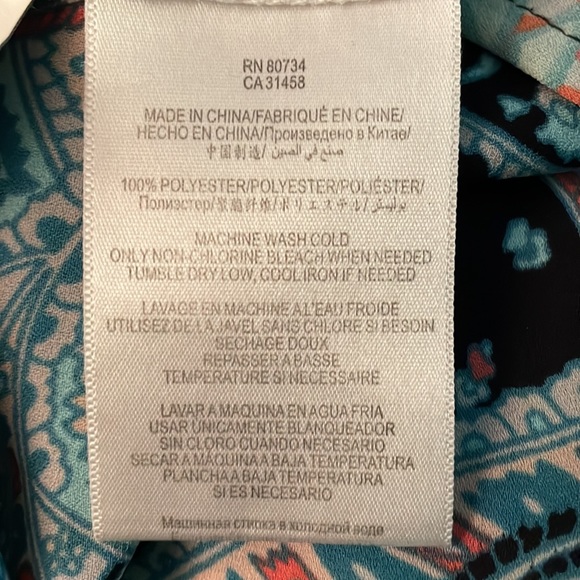 RN 80734
CA 31458
MADE IN CHINA/FABRIQUÉ EN CHINE/
HECHO EN CHINA/Произведено в Китае/
中国制造/صنع في الصين
100% POLYESTER/POLYESTER/POLIÉSTER/
Полиэстер/聚酯纤维/ポリエステル/بوليستر
MACHINE WASH COLD
ONLY NON-CHLORINE BLEACH WHEN NEEDED
TUMBLE DRY LOW, COOL IRON IF NEEDED
LAVAGE EN MACHINE A L'EAU FROIDE
UTILISEZ DE LA JAVEL SANS CHLORE SI BESOIN
SECHAGE DOUX
REPASSER A BASSE
TEMPERATURE SI NECESSAIRE
LAVAR A MAQUINA EN AGUA FRIA
USAR UNICAMENTE BLANQUEADOR
SIN CLORO CUANDO NECESARIO
SECAR A MAQUINA A BAJA TEMPERATURA
PLANCHA A BAJA TEMPERATURA
SI ES NECESARIO
Машинная стирка в холодной воде